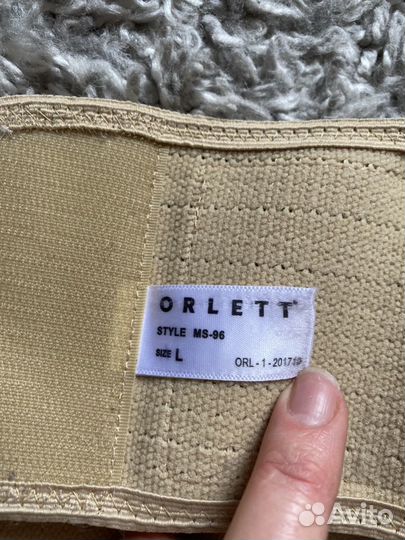 ORLETT
STYLE MS-96
SIZE L
ORL-1-2017
Avito